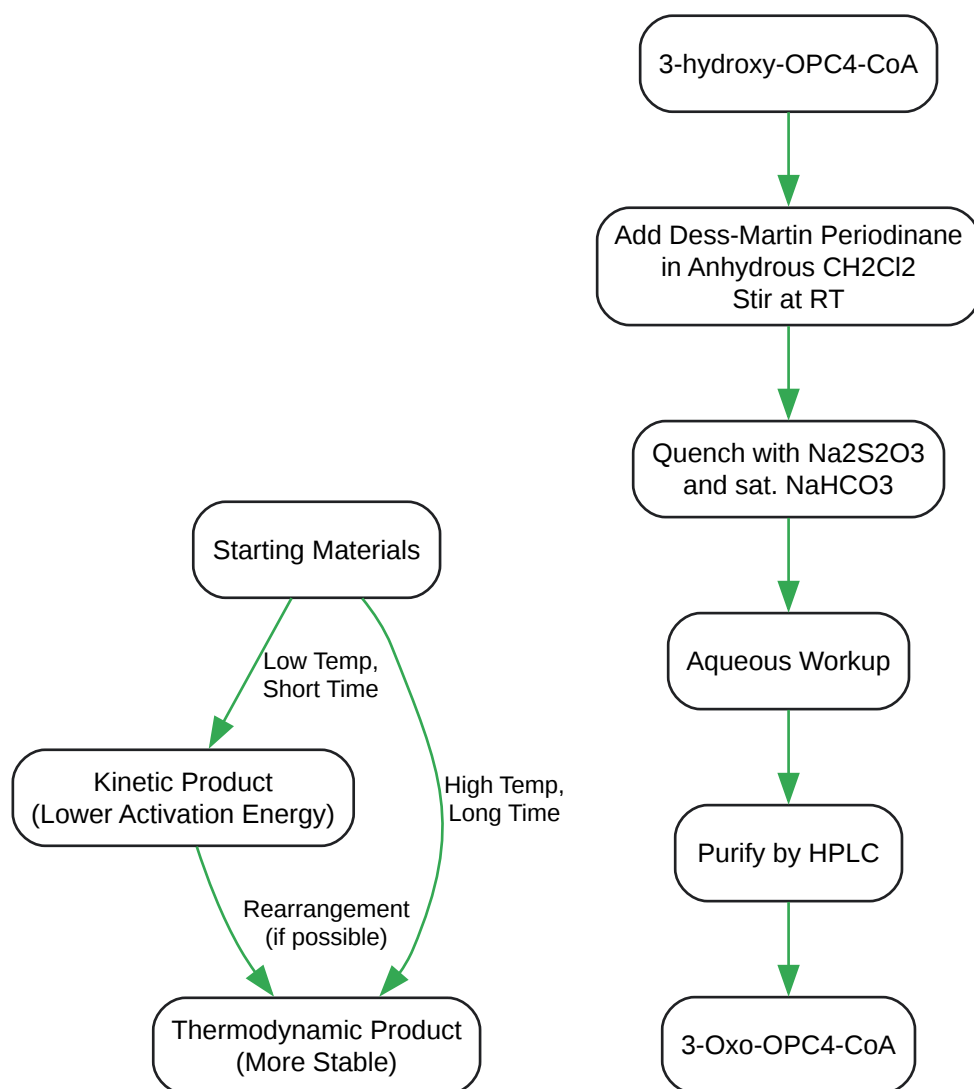 Starting Materials
Low Temp,
Short Time
High Temp,
Long Time
Kinetic Product
(Lower Activation Energy)
Rearrangement
(if possible)
Thermodynamic Product
(More Stable)
3-hydroxy-OPC4-CoA
Add Dess-Martin Periodinane
in Anhydrous CH2Cl2
Stir at RT
Quench with Na2S2O3
and sat. NaHCO3
Aqueous Workup
Purify by HPLC
3-Oxo-OPC4-CoA